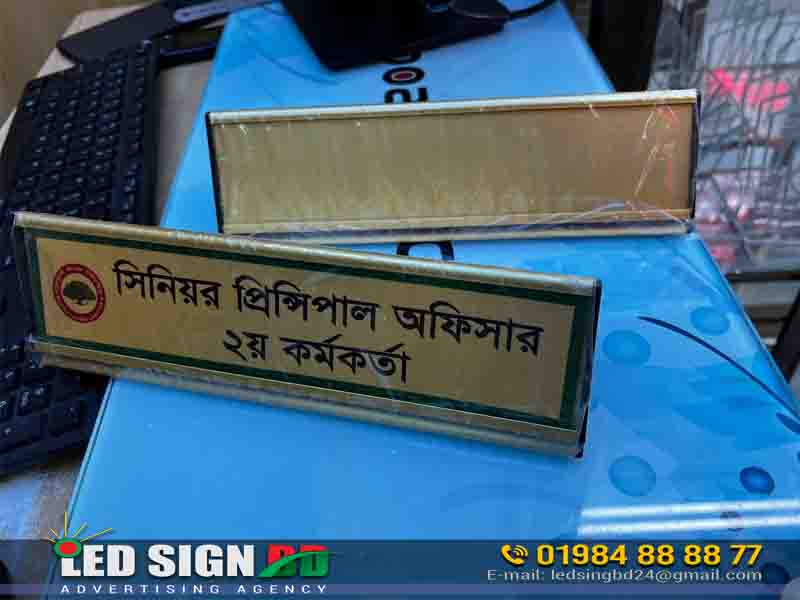 সিনিয়র প্রিন্সিপাল অফিসার
২য় কর্মকর্তা
LED SIGN BD
ADVERTISING AGENCY
01984 88 88 77
E-mail: ledsingbd24@gmail.com